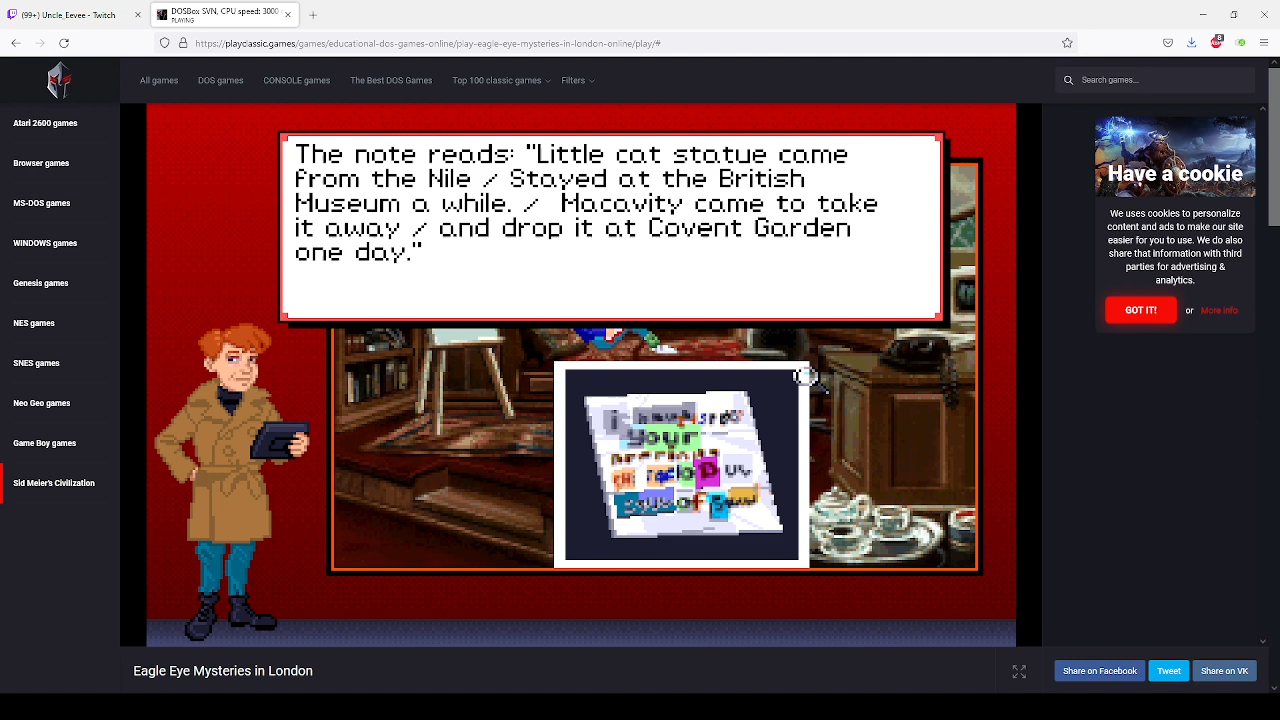 (99+) Uncle_Eevee - Twitch
DOSBox SVN, CPU speed: 3000
PLAYING
https://playclassic.games/games/educational-dos-games-online/play-eagle-eye-mysteries-in-london-online/play/#
8
All games
DOS games
CONSOLE games
The Best DOS Games
Top 100 classic games
Filters
Search games...
Atari 2600 games
Browser games
MS-DOS games
WINDOWS games
Genesis games
NES games
SNES games
Neo Geo games
Game Boy games
Sid Meier's Civilization
The note reads: "Little cat statue came
from the Nile / Stayed at the British
Museum a while. / Macavity came to take
it away / and drop it at Covent Garden
one day."
your
Have a cookie
We uses cookies to personalize
content and ads to make our site
easier for you to use. We do also
share that information with third
parties for advertising &
analytics.
GOT IT!
or
More info
Eagle Eye Mysteries in London
Share on Facebook
Tweet
Share on VK